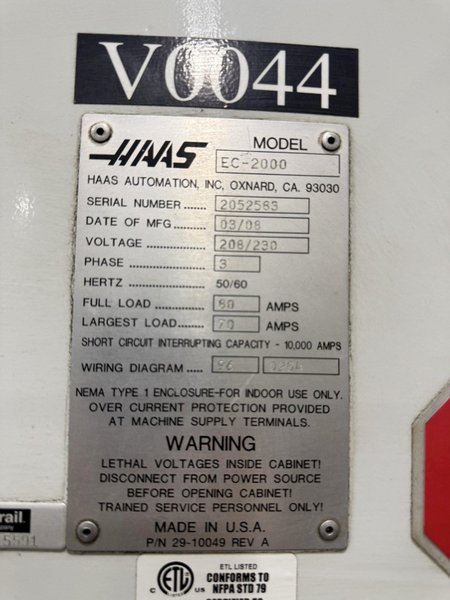 V0044
HAAS
MODEL
EC-2000
HAAS AUTOMATION, INC, OXNARD, CA. 93030
SERIAL NUMBER ...... 2052583
DATE OF MFG ...... 03/08
VOLTAGE ............... 208/230
PHASE ................... 3
HERTZ .................. 50/60
FULL LOAD ............ 80 AMPS
LARGEST LOAD....... 70 AMPS
SHORT CIRCUIT INTERRUPTING CAPACITY - 10,000 AMPS
WIRING DIAGRAM ..... 96
NEMA TYPE 1 ENCLOSURE-FOR INDOOR USE ONLY.
OVER CURRENT PROTECTION PROVIDED
AT MACHINE SUPPLY TERMINALS.
WARNING
LETHAL VOLTAGES INSIDE CABINET!
DISCONNECT FROM POWER SOURCE
BEFORE OPENING CABINET!
TRAINED SERVICE PERSONNEL ONLY!
MADE IN U.S.A.
P/N 29-10049 REV A
rail.
ETL LISTED
C ETL US
CONFORMS TO
NFPA STD 79